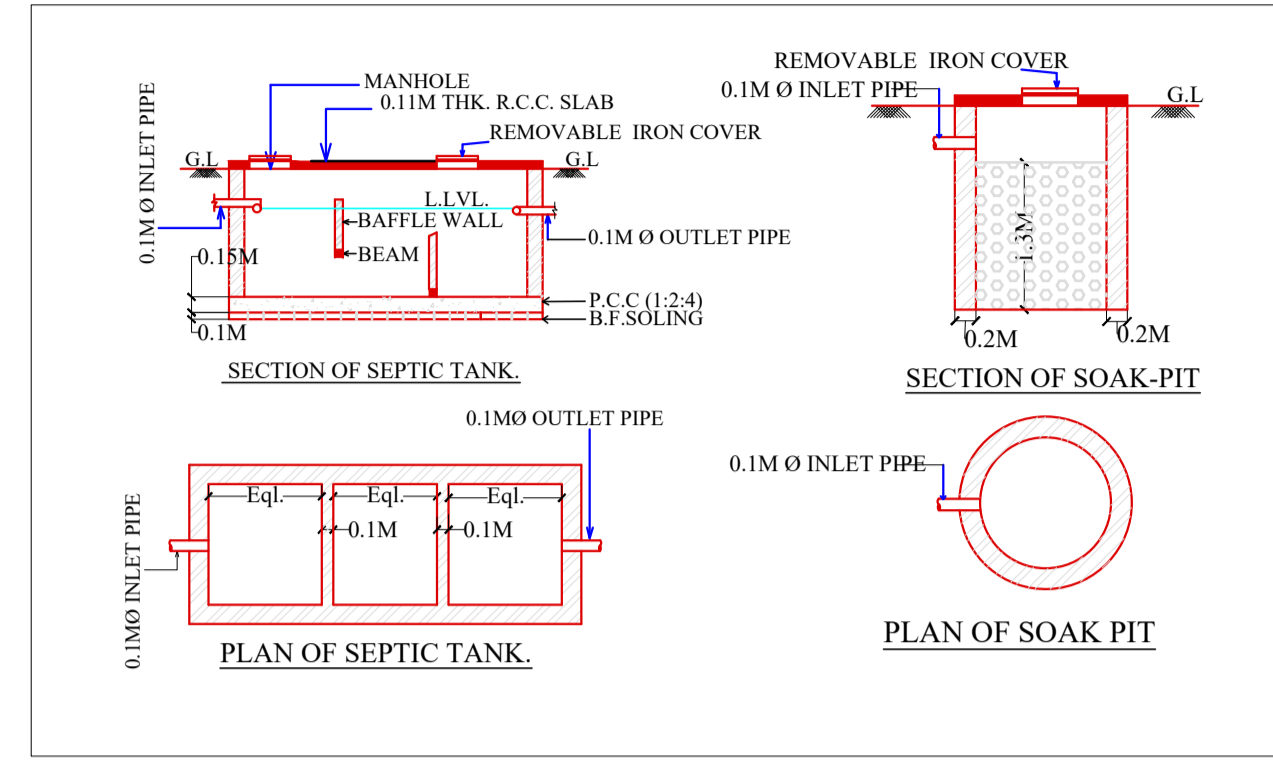 MANHOLE
0.11M THK. R.C.C. SLAB
REMOVABLE IRON COVER
G.L
G.L
0.1M Ø INLET PIPE
L.LVL.
BAFFLE WALL
BEAM
0.1M Ø OUTLET PIPE
0.15M
P.C.C (1:2:4)
B.F.SOLING
0.1M
SECTION OF SEPTIC TANK.
REMOVABLE IRON COVER
0.1M Ø INLET PIPE
G.L
1.3M
0.2M
0.2M
SECTION OF SOAK-PIT
0.1MØ OUTLET PIPE
Eql.
Eql.
Eql.
0.1M
0.1M
0.1MØ INLET PIPE
PLAN OF SEPTIC TANK.
0.1M Ø INLET PIPE
PLAN OF SOAK PIT